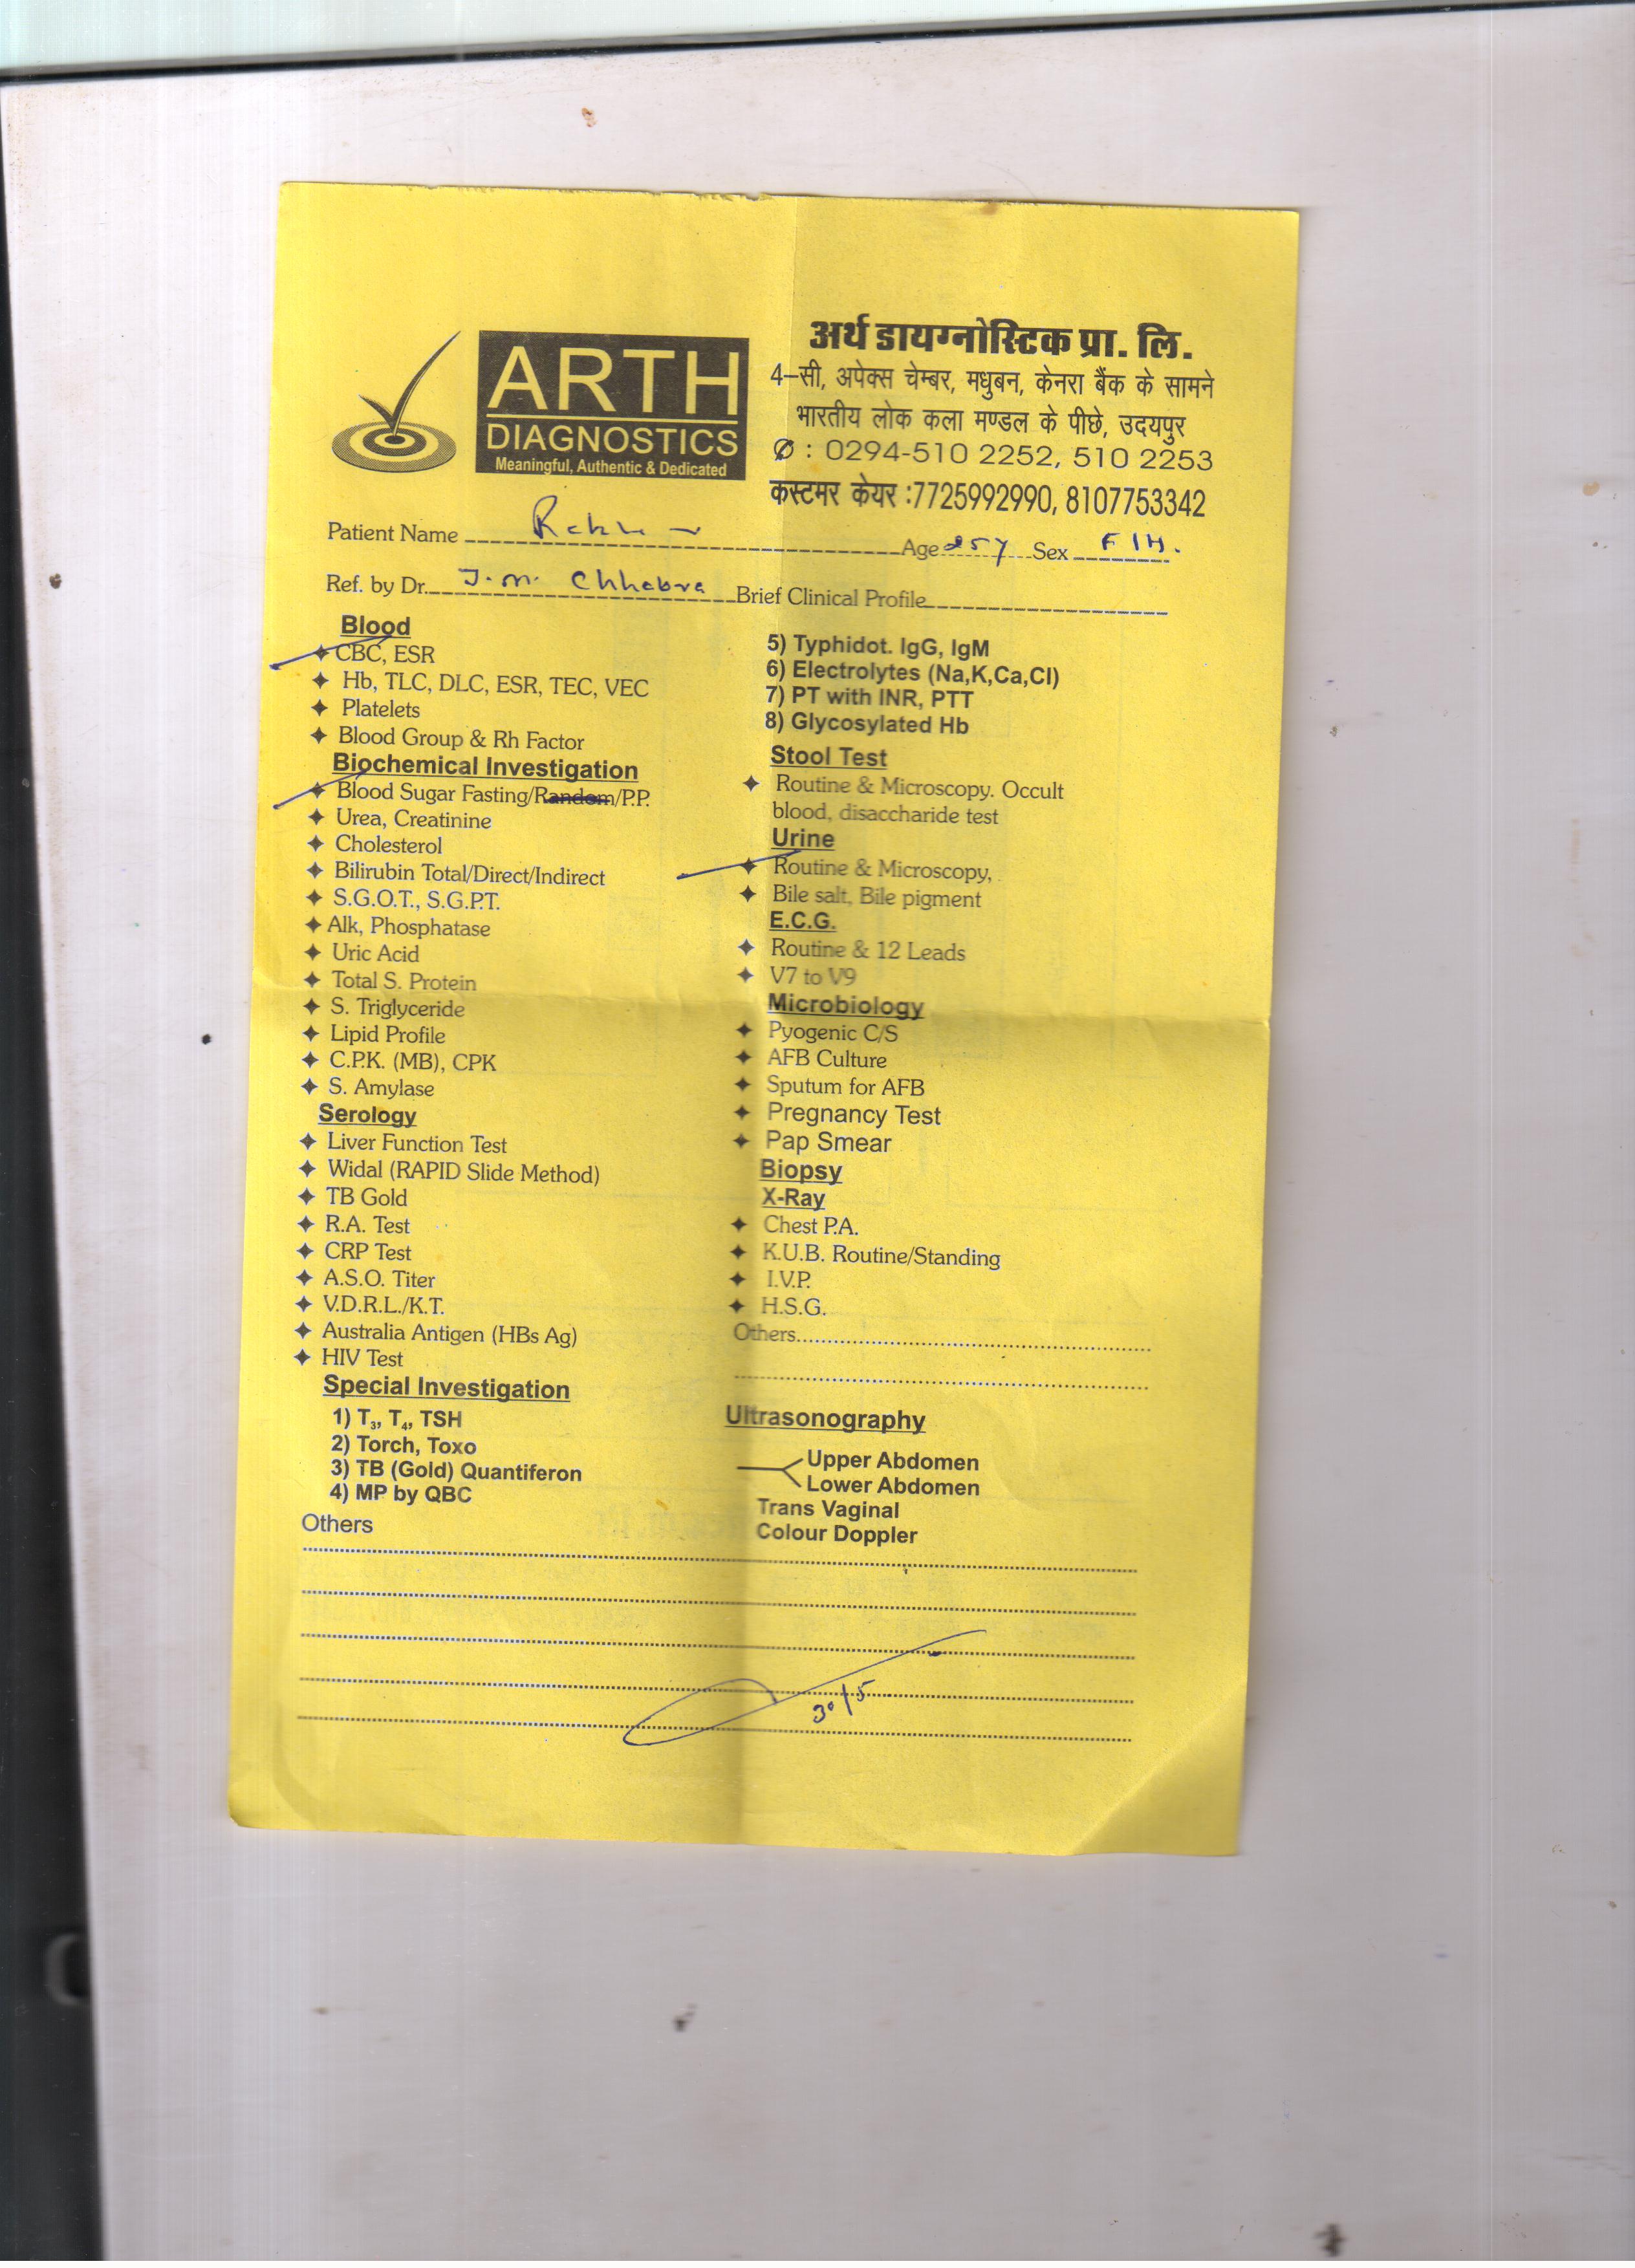 ARTH
DIAGNOSTICS
Meaningful, Authentic & Dedicated
अर्थ डायग्नोस्टिक प्रा. लि.
4-सी, अपेक्स चेम्बर, मधुबन, केनरा बैंक के सामने
भारतीय लोक कला मण्डल के पीछे, उदयपुर
: 0294-510 2252, 510 2253
कस्टमर केयर :7725992990, 8107753342
Patient Name Age 25y Sex F/H.
Ref. by Dr. J.M. Chhabra Brief Clinical Profile
Blood
CBC, ESR
Hb, TLC, DLC, ESR, TEC, VEC
Platelets
Blood Group & Rh Factor
Biochemical Investigation
Blood Sugar Fasting/Random/P.P.
Urea, Creatinine
Cholesterol
Bilirubin Total/Direct/Indirect
S.G.O.T., S.G.P.T.
Alk, Phosphatase
Uric Acid
Total S. Protein
S. Triglyceride
Lipid Profile
C.P.K. (MB), CPK
S. Amylase
Serology
Liver Function Test
Widal (RAPID Slide Method)
TB Gold
R.A. Test
CRP Test
A.S.O. Titer
V.D.R.L./K.T.
Australia Antigen (HBs Ag)
HIV Test
Special Investigation
1) T3, T4, TSH
2) Torch, Toxo
3) TB (Gold) Quantiferon
4) MP by QBC
5) Typhidot. IgG, IgM
6) Electrolytes (Na,K,Ca,Cl)
7) PT with INR, PTT
8) Glycosylated Hb
Stool Test
Routine & Microscopy. Occult
blood, disaccharide test
Urine
Routine & Microscopy,
Bile salt, Bile pigment
E.C.G.
Routine & 12 Leads
V7 to V9
Microbiology
Pyogenic C/S
AFB Culture
Sputum for AFB
Pregnancy Test
Pap Smear
Biopsy
X-Ray
Chest P.A.
K.U.B. Routine/Standing
I.V.P.
H.S.G.
Others
Ultrasonography
Upper Abdomen
Lower Abdomen
Trans Vaginal
Colour Doppler
Others
30/5